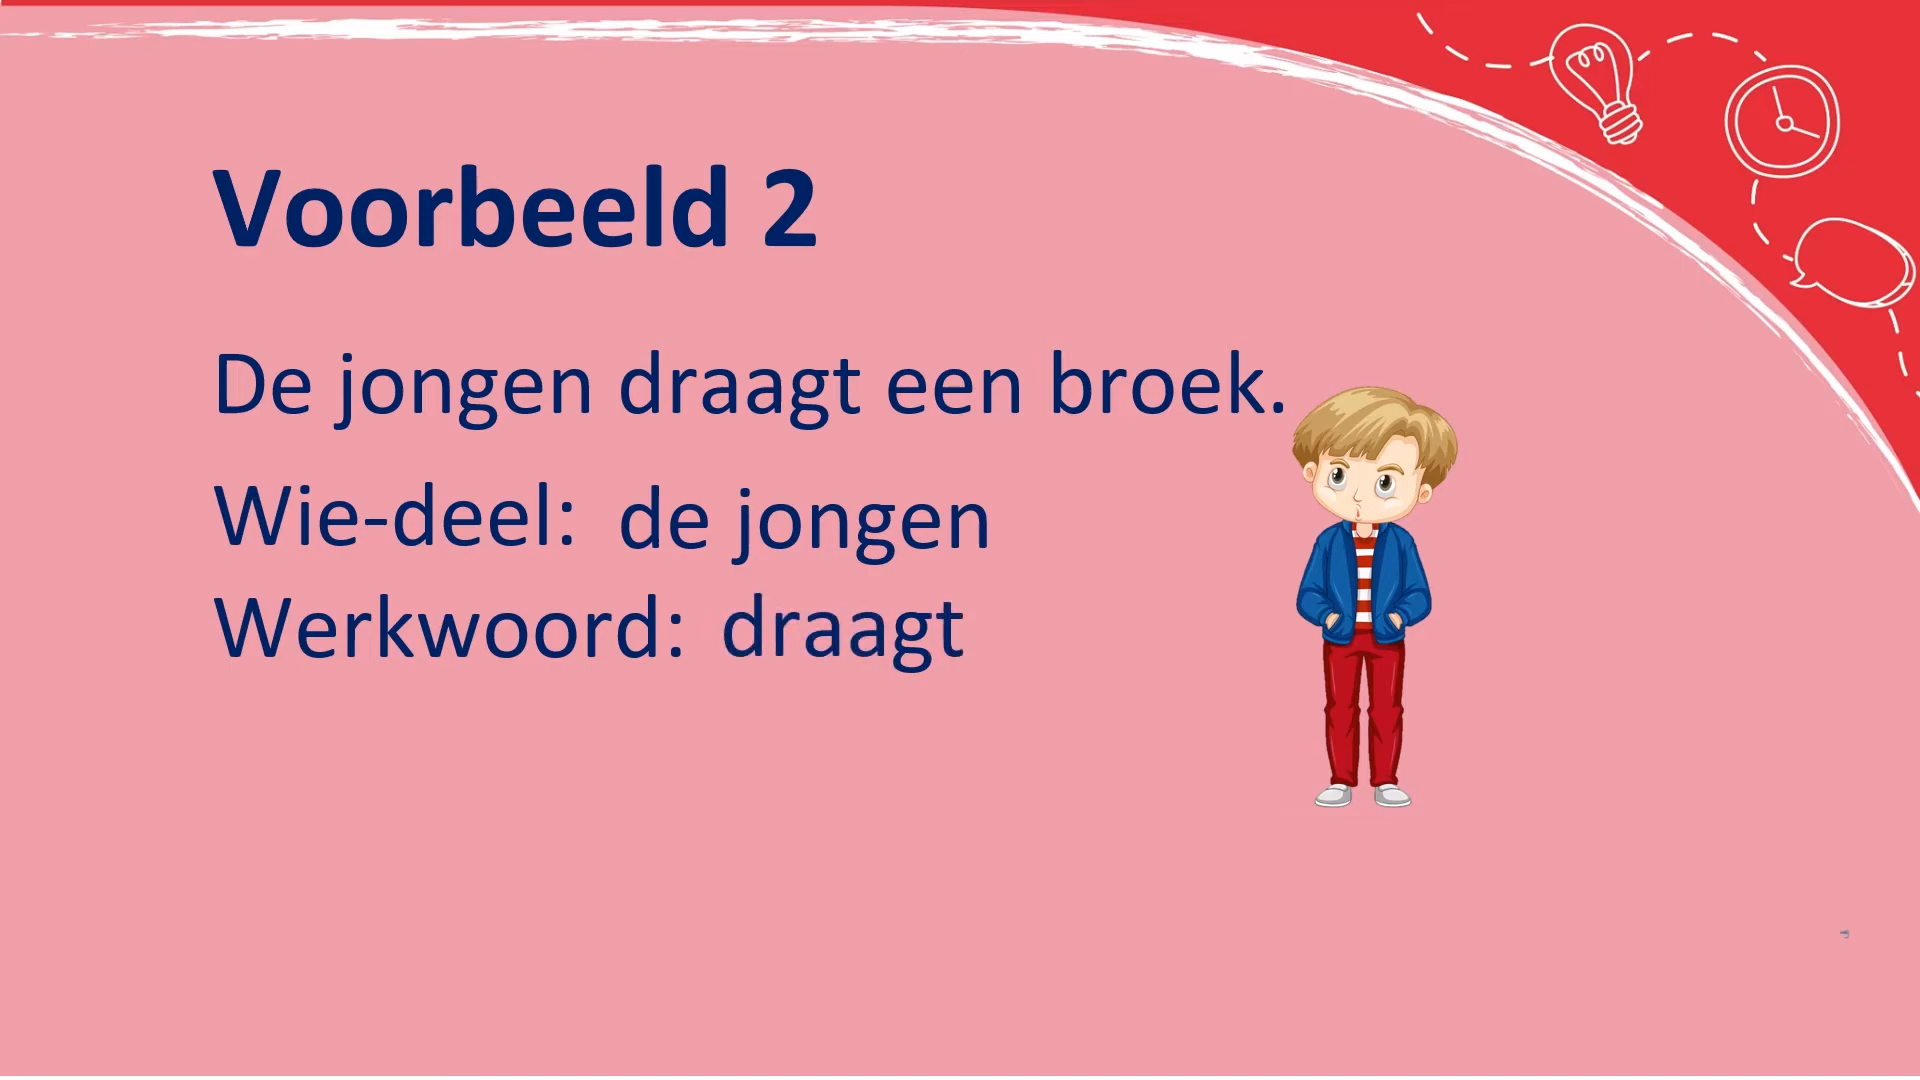 Voorbeeld 2
De jongen draagt een broek.
Wie-deel: de jongen
Werkwoord: draagt